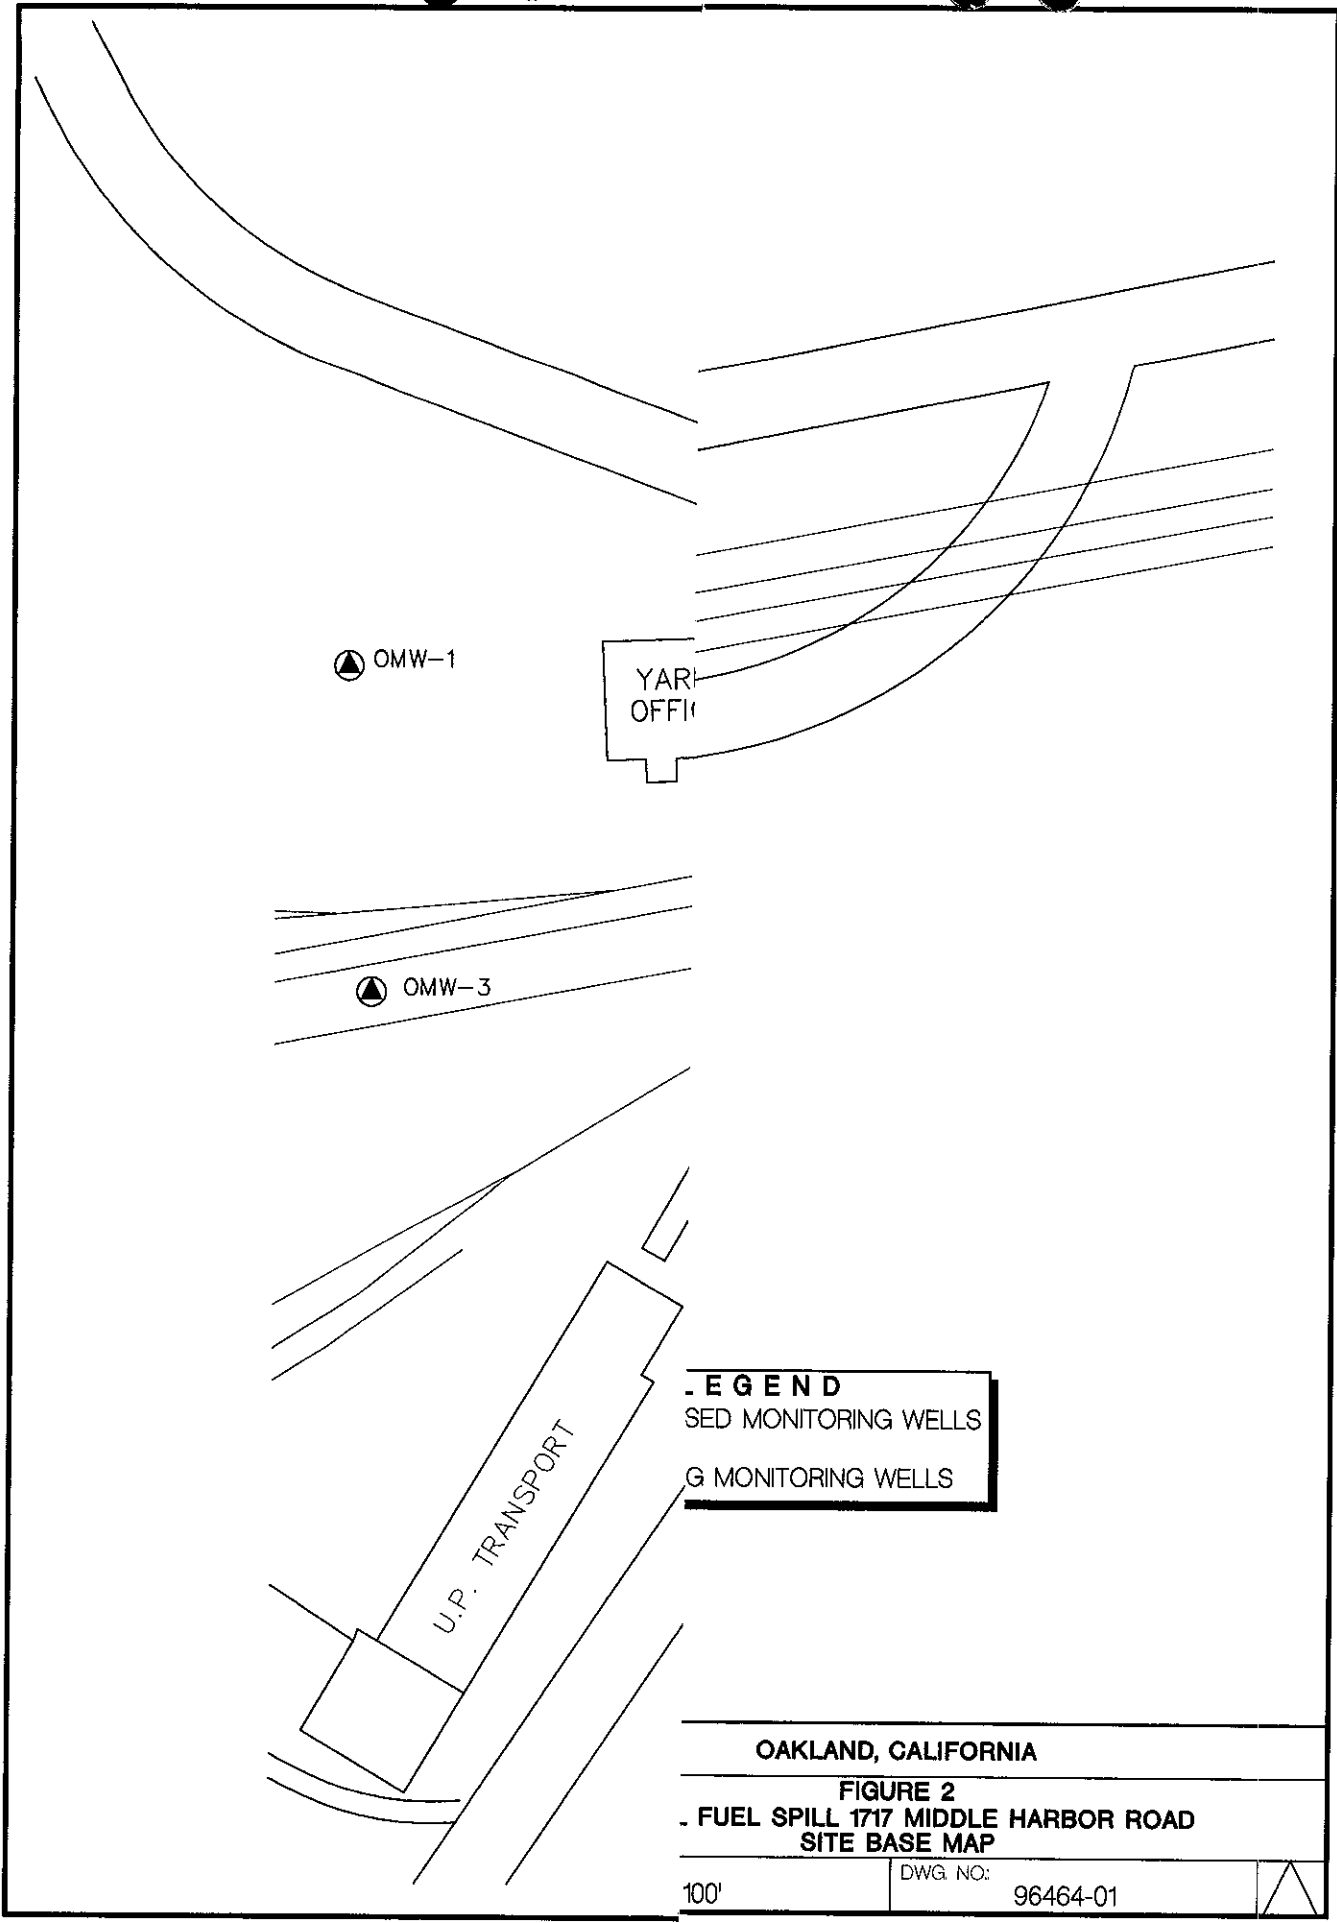 OMW-1
YAR
OFFI
OMW-3
U.P. TRANSPORT
EGEND
SED MONITORING WELLS
G MONITORING WELLS
OAKLAND, CALIFORNIA
FIGURE 2
FUEL SPILL 1717 MIDDLE HARBOR ROAD
SITE BASE MAP
100'
DWG. NO.:
96464-01